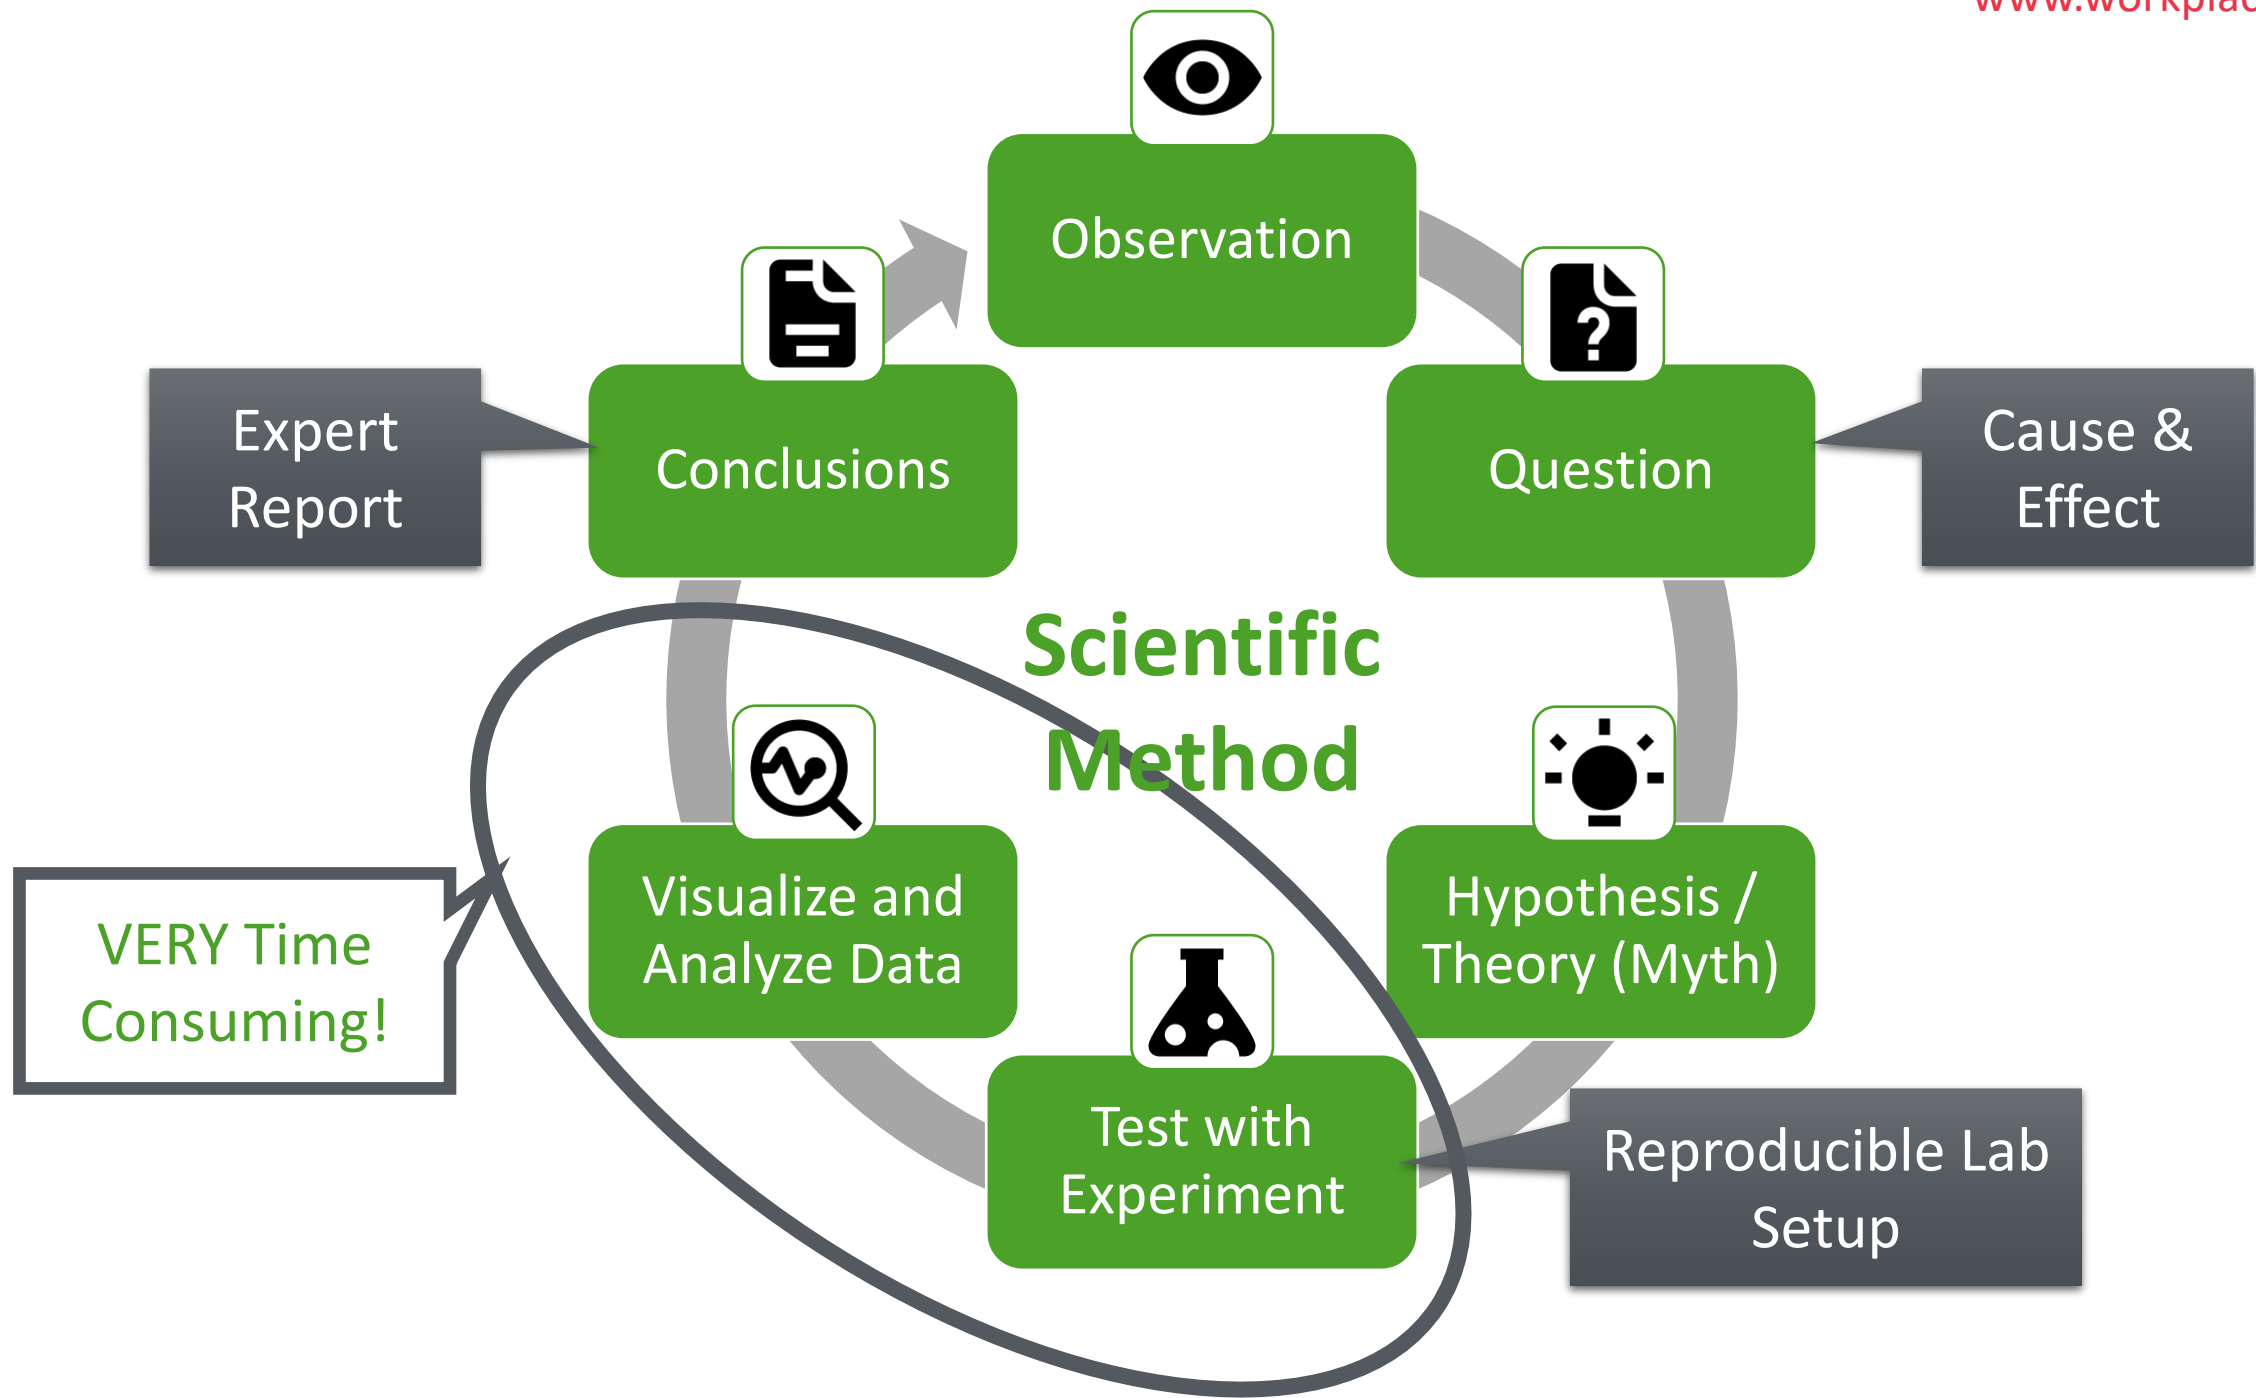 Observation
Expert
Report
Conclusions
?
Question
Cause &
Effect
Scientific
Method
VERY Time
Consuming!
Visualize and
Analyze Data
Hypothesis /
Theory (Myth)
Test with
Experiment
Reproducible Lab
Setup